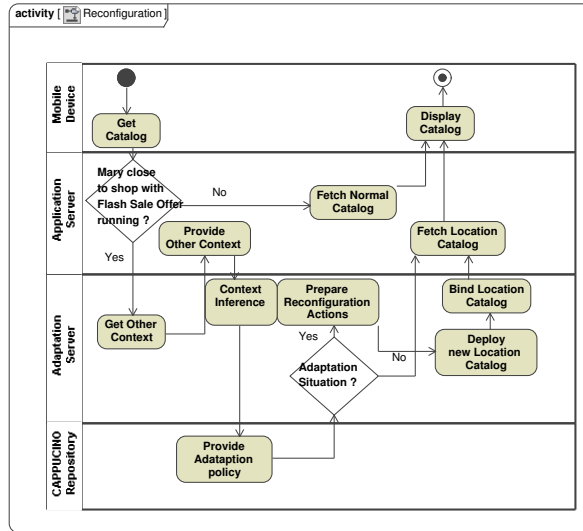 activity [ Reconfiguration ]
Mobile
Device
Get
Catalog
Display
Catalog
Application
Server
Mary close
to shop with
Flash Sale Offer
running ?
No
Yes
Fetch Normal
Catalog
Provide
Other Context
Fetch Location
Catalog
Adaptation
Server
Get Other
Context
Context
Inference
Prepare
Reconfiguration
Actions
Bind Location
Catalog
Yes
No
Adaptation
Situation ?
Deploy
new Location
Catalog
CAPPUCINO
Repository
Provide
Adataption
policy